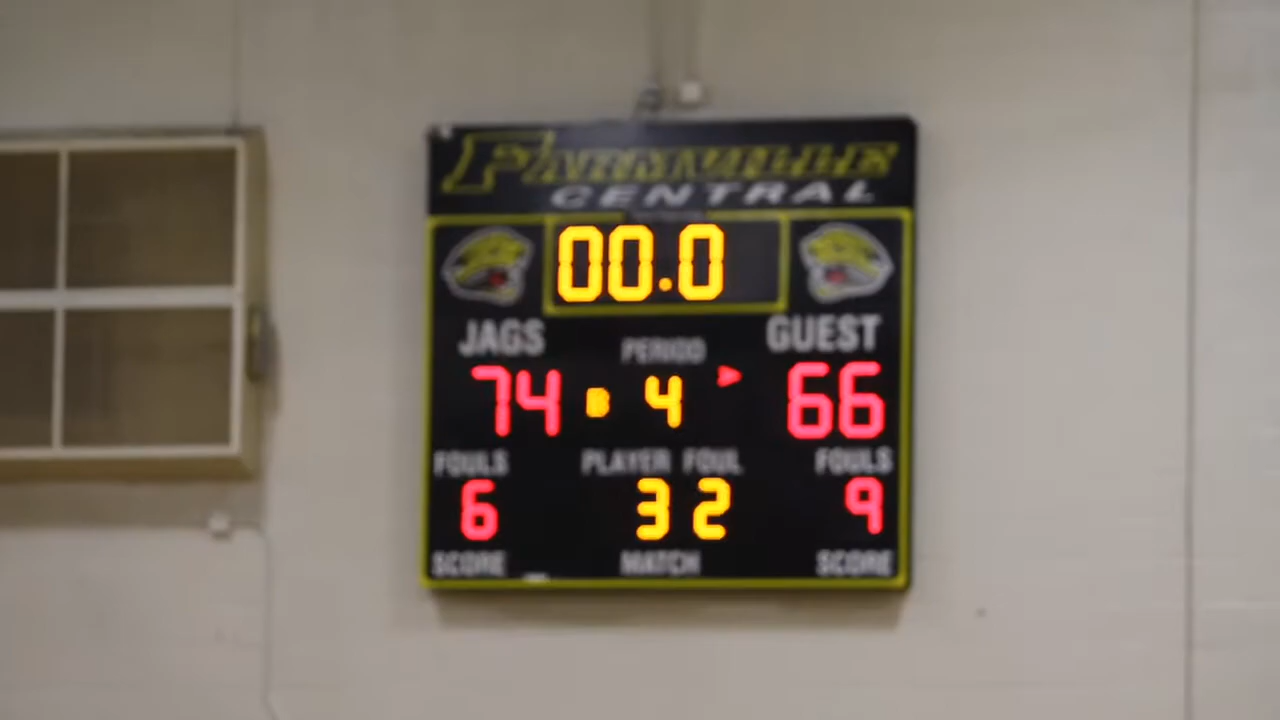 FARMVILLE
CENTRAL
00.0
JAGS PERIOD GUEST
74 B 4 66
FOULS PLAYER FOUL FOULS
6 3 2 9
SCORE MATCH SCORE